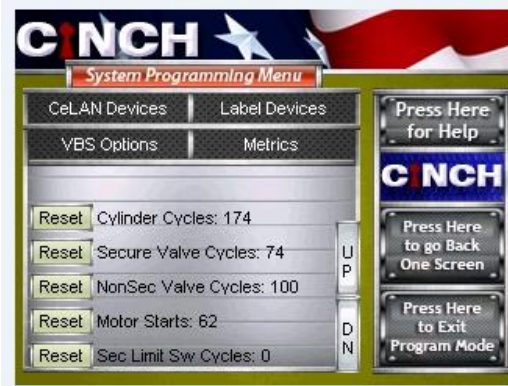 CINCH
System Programming Menu
CeLAN Devices
Label Devices
VBS Options
Metrics
Reset Cylinder Cycles: 174
Reset Secure Valve Cycles: 74
Reset NonSec Valve Cycles: 100
Reset Motor Starts: 62
Reset Sec Limit Sw Cycles: 0
UP
DN
Press Here
for Help
CINCH
Press Here
to go Back
One Screen
Press Here
to Exit
Program Mode